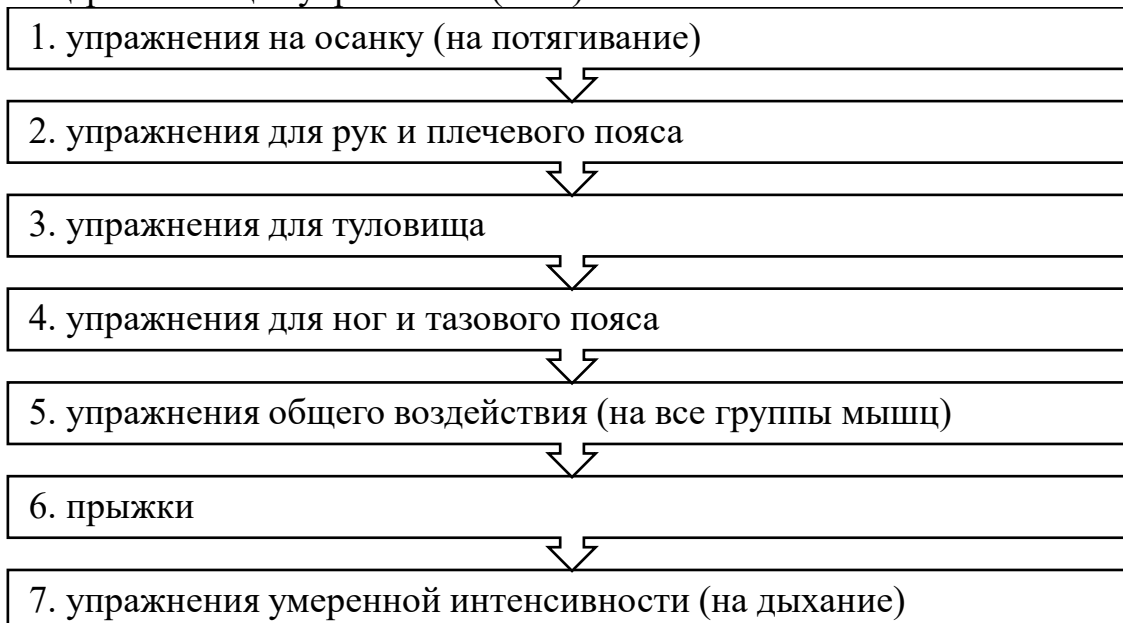 1. упражнения на осанку (на потягивание)
2. упражнения для рук и плечевого пояса
3. упражнения для туловища
4. упражнения для ног и тазового пояса
5. упражнения общего воздействия (на все группы мышц)
6. прыжки
7. упражнения умеренной интенсивности (на дыхание)